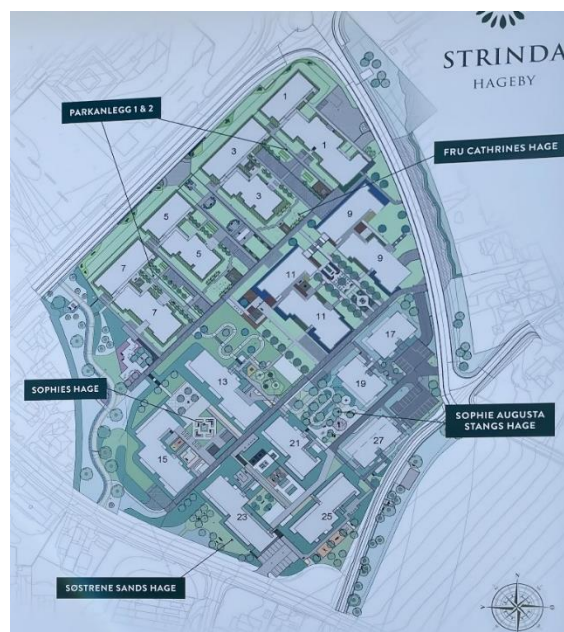 STRINDA
HAGEBY
PARKANLEGG 1 & 2
FRU CATHRINES HAGE
1
1
3
3
5
5
7
7
9
9
11
11
13
15
17
19
21
23
25
27
SOPHIES HAGE
SOPHIE AUGUSTA
STANGS HAGE
SØSTRENE SANDS HAGE